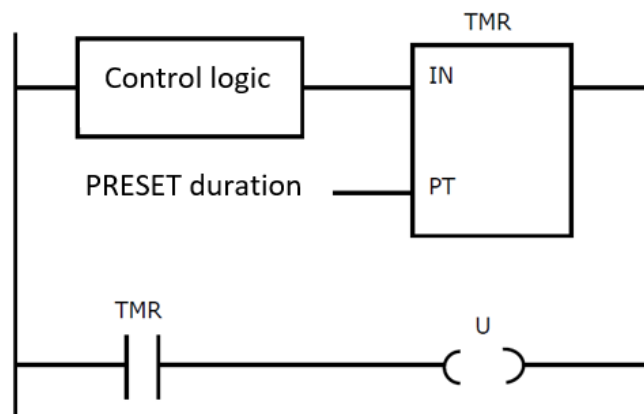 TMR
Control logic
IN
PRESET duration
PT
TMR
U